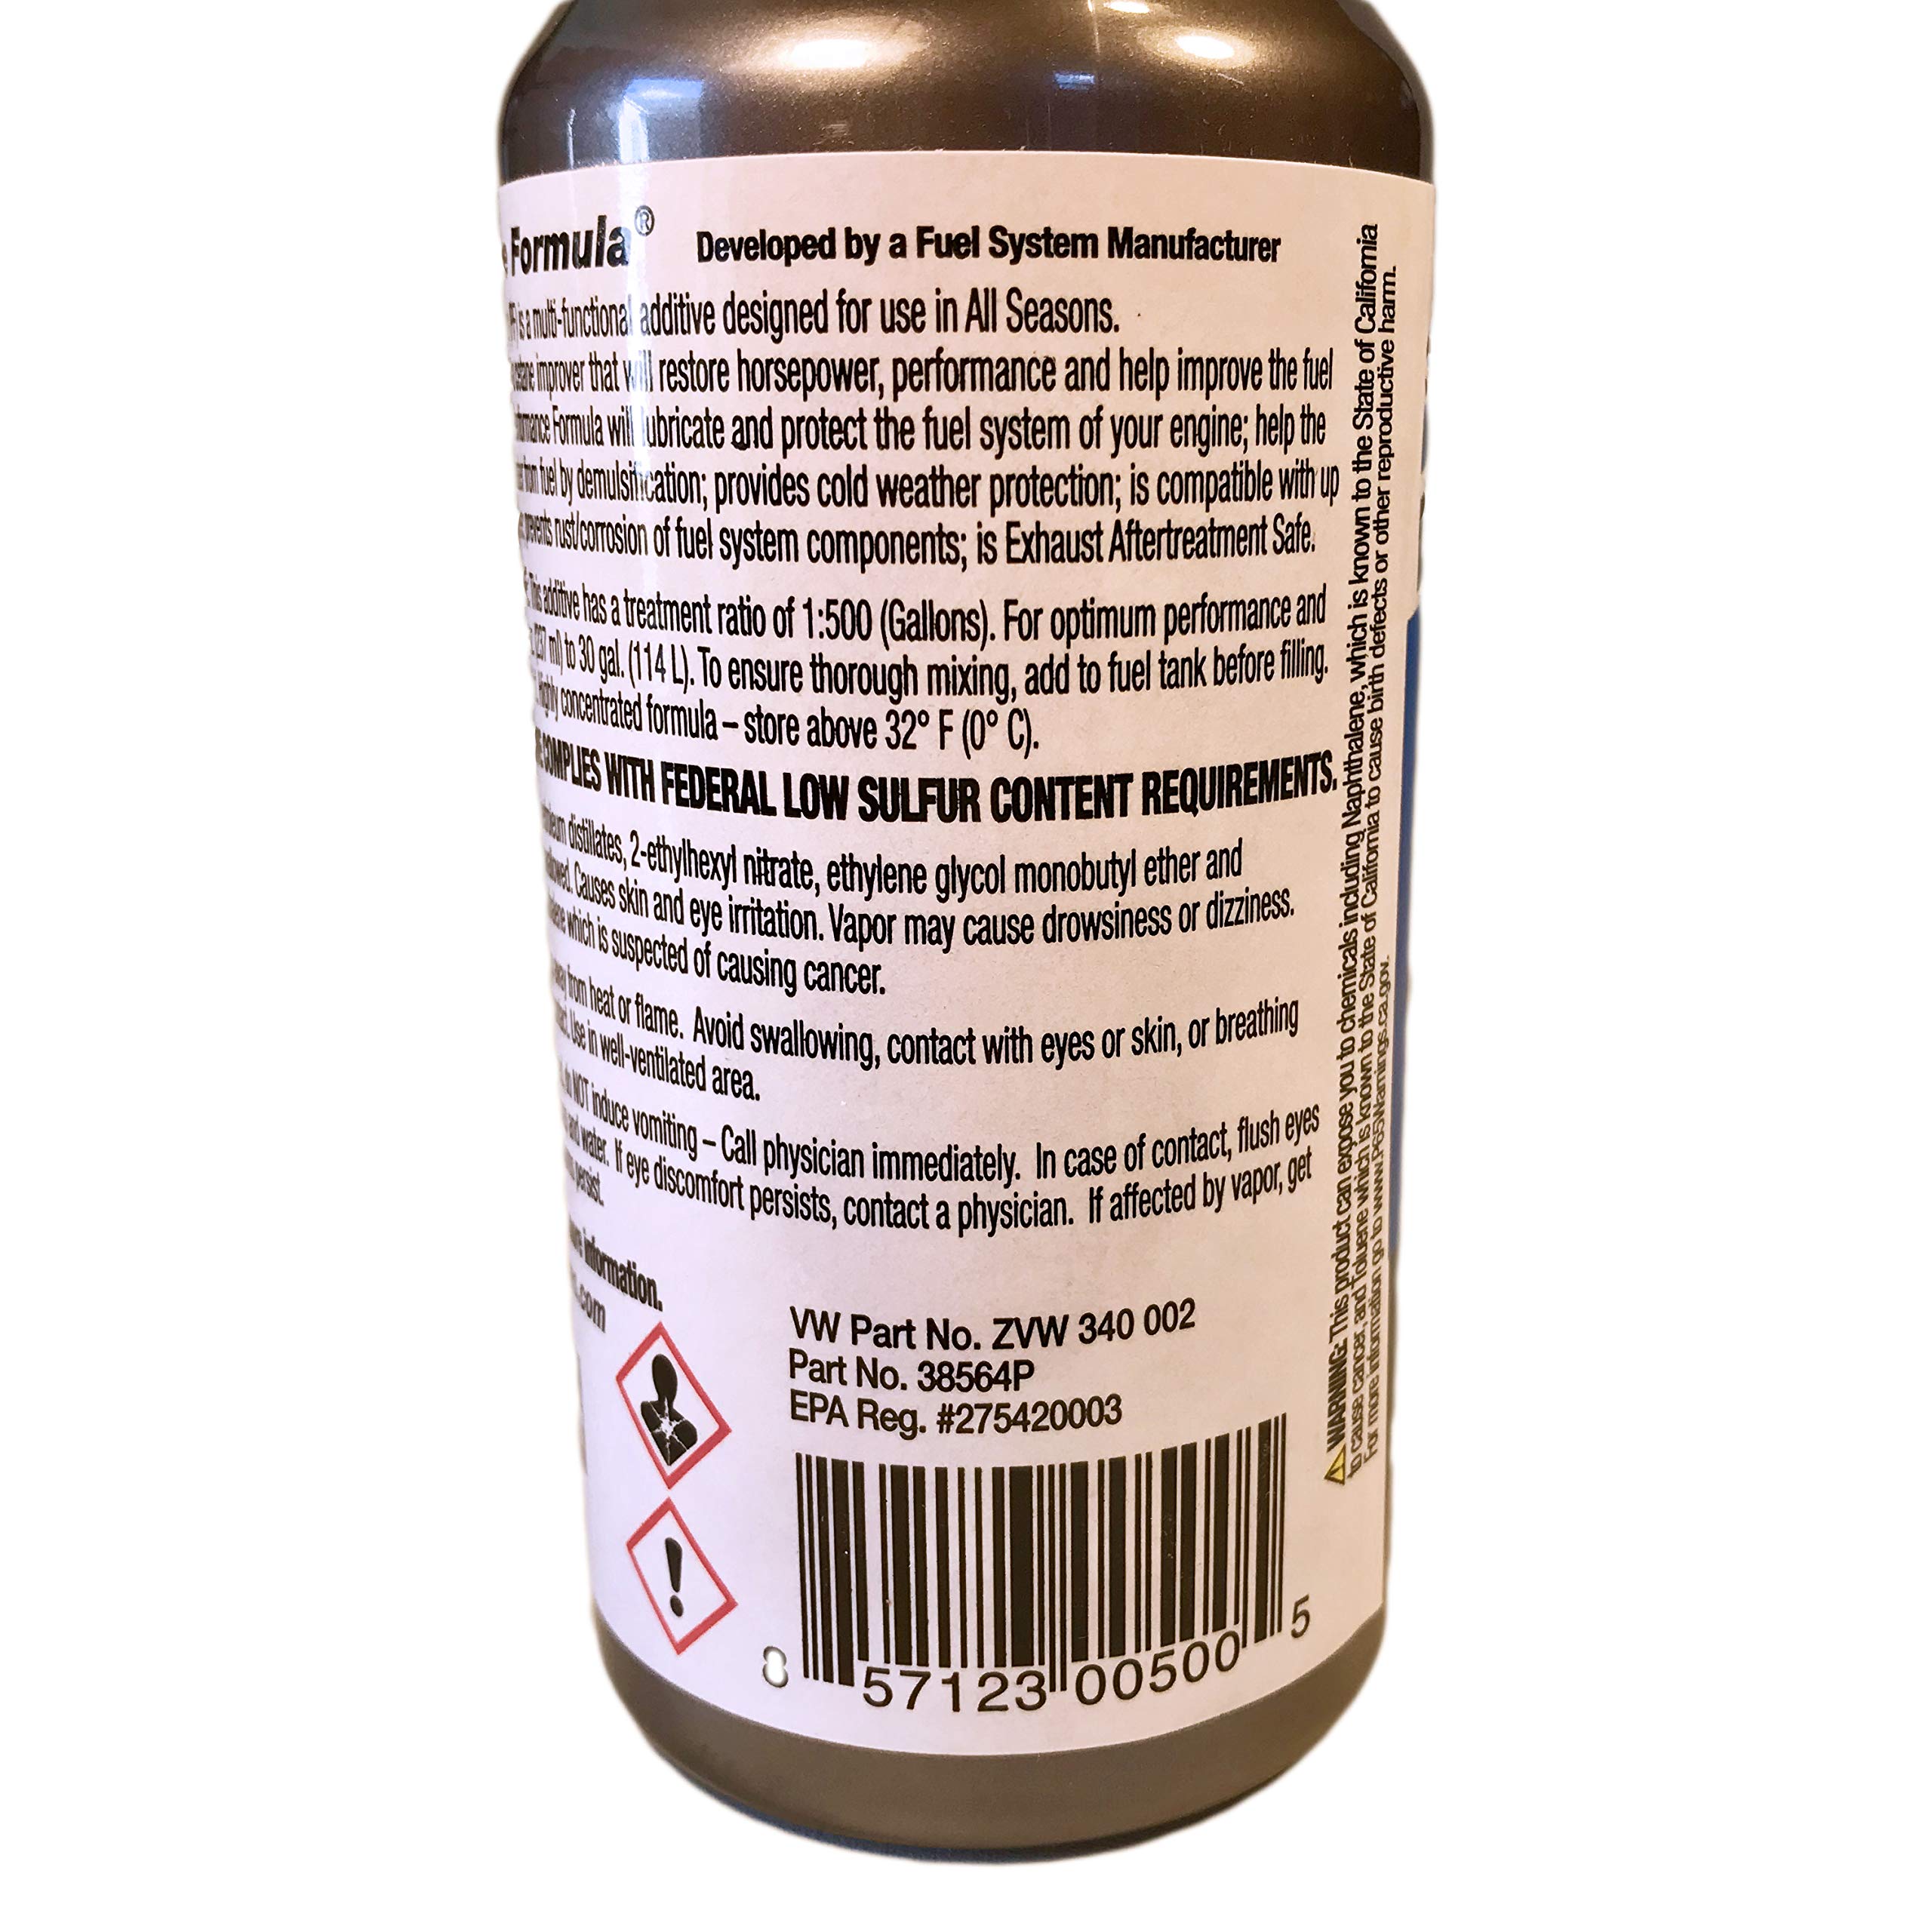 Formula®
Developed by a Fuel System Manufacturer
is a multi-functional additive designed for use in All Seasons.
improver that will restore horsepower, performance and help improve the fuel
Formula will lubricate and protect the fuel system of your engine; help the
from fuel by demulsification; provides cold weather protection; is compatible with up
prevents rust/corrosion of fuel system components; is Exhaust Aftertreatment Safe.
This additive has a treatment ratio of 1:500 (Gallons). For optimum performance and
(237 ml) to 30 gal. (114 L). To ensure thorough mixing, add to fuel tank before filling.
Highly concentrated formula – store above 32° F (0° C).
COMPLIES WITH FEDERAL LOW SULFUR CONTENT REQUIREMENTS.
distillates, 2-ethylhexyl nitrate, ethylene glycol monobutyl ether and
Causes skin and eye irritation. Vapor may cause drowsiness or dizziness.
which is suspected of causing cancer.
from heat or flame. Avoid swallowing, contact with eyes or skin, or breathing
Use in well-ventilated area.
do NOT induce vomiting – Call physician immediately. In case of contact, flush eyes
and water. If eye discomfort persists, contact a physician. If affected by vapor, get
persist.
information.
.com
VW Part No. ZVW 340 002
Part No. 38564P
EPA Reg. #275420003
8 57123 00500 5
WARNING: This product can expose you to chemicals including Naphthalene, which is known to the State of California
to cause cancer, and Toluene which is known to the State of California to cause birth defects or other reproductive harm.
For more information go to www.P65Warnings.ca.gov.